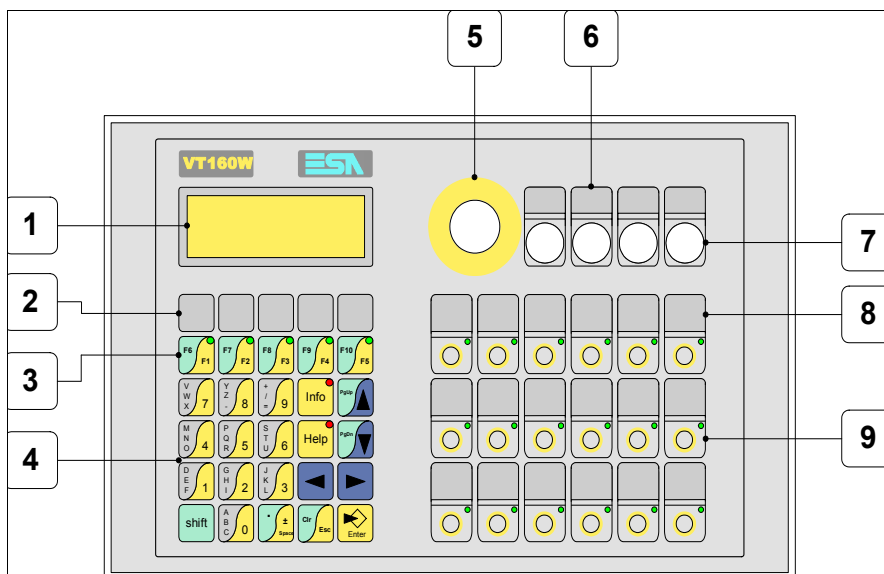 5 6
VT160W ESA
1
7
2
8
F6 F1 F7 F2 F8 F3 F9 F4 F10 F5
3
V W X 7 Y Z - 8 + / = 9 Info PgUp
M N O 4 P Q R 5 S T U 6 Help PgDn
4
9
D E F 1 G H I 2 J K L 3
shift A B C 0 . ± Space Clr Esc Enter